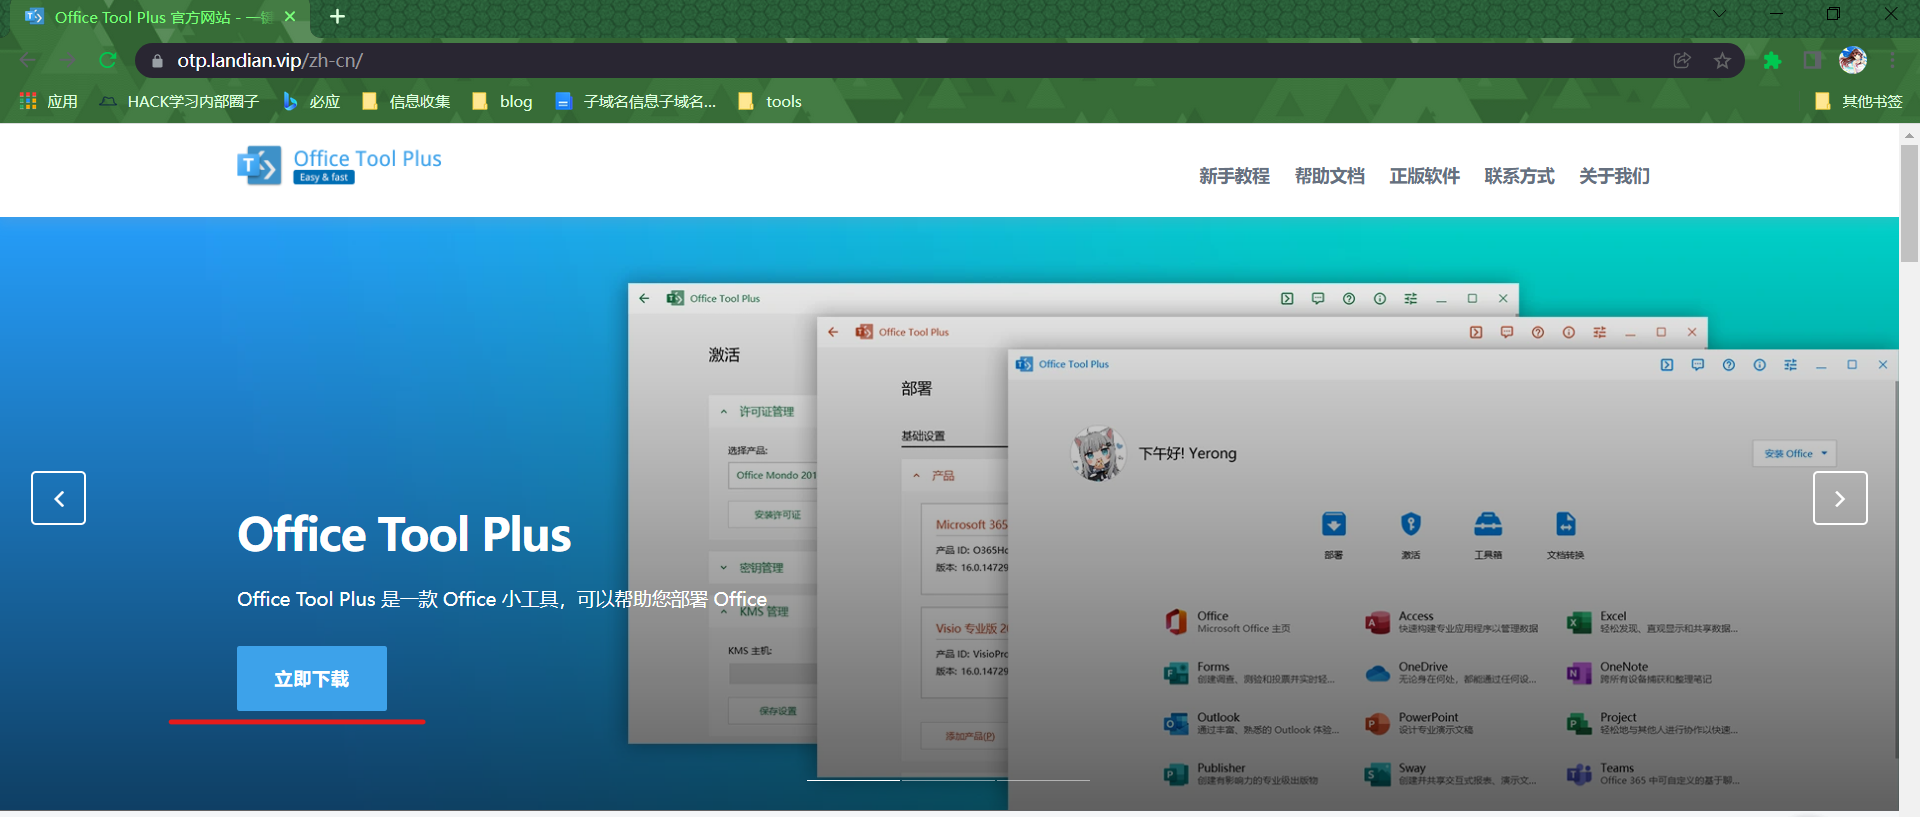 Office Tool Plus 官方网站 - 一
otp.landian.vip/zh-cn/
应用
HACK学习内部圈子
必应
信息收集
blog
子域名信息子域名...
tools
其他书签
Office Tool Plus
Easy & fast
新手教程 帮助文档 正版软件 联系方式 关于我们
Office Tool Plus
激活
许可证管理
选择产品:
Office Mondo 201
安装许可证
密钥管理
KMS 管理
KMS 主机:
保存设置
Office Tool Plus
部署
基础设置
产品
Microsoft 365
产品 ID: O365Ho
版本: 16.0.14729
Visio 专业版 20
产品 ID: VisioPro
版本: 16.0.14729
添加产品(P)
Office Tool Plus
下午好! Yerong
安装 Office
部署 激活 工具箱 文档转换
Office
Microsoft Office 主页
Access
快速构建专业应用程序以管理数据
Excel
轻松发现、直观显示和共享数据...
Forms
创建调查、测验和投票并实时轻...
OneDrive
无论身在何处，都能通过任何设...
OneNote
跨所有设备捕获和整理笔记
Outlook
通过丰富、熟悉的 Outlook 体验...
PowerPoint
设计专业演示文稿
Project
轻松地与其他人进行协作以快速...
Publisher
创建有影响力的专业级出版物
Sway
创建并共享交互式报表、演示文...
Teams
Office 365 中可自定义的基于聊...
Office Tool Plus
Office Tool Plus 是一款 Office 小工具，可以帮助您部署 Office
立即下载